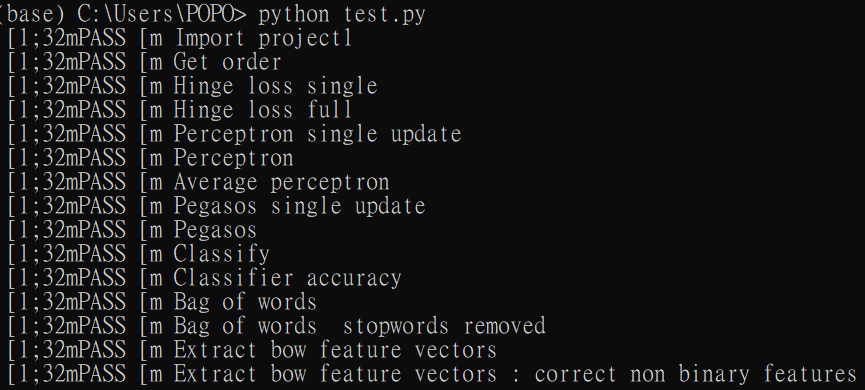 (base) C:\Users\POPO> python test.py
[1;32mPASS [m Import project1
[1;32mPASS [m Get order
[1;32mPASS [m Hinge loss single
[1;32mPASS [m Hinge loss full
[1;32mPASS [m Perceptron single update
[1;32mPASS [m Perceptron
[1;32mPASS [m Average perceptron
[1;32mPASS [m Pegasos single update
[1;32mPASS [m Pegasos
[1;32mPASS [m Classify
[1;32mPASS [m Classifier accuracy
[1;32mPASS [m Bag of words
[1;32mPASS [m Bag of words  stopwords removed
[1;32mPASS [m Extract bow feature vectors
[1;32mPASS [m Extract bow feature vectors : correct non binary features